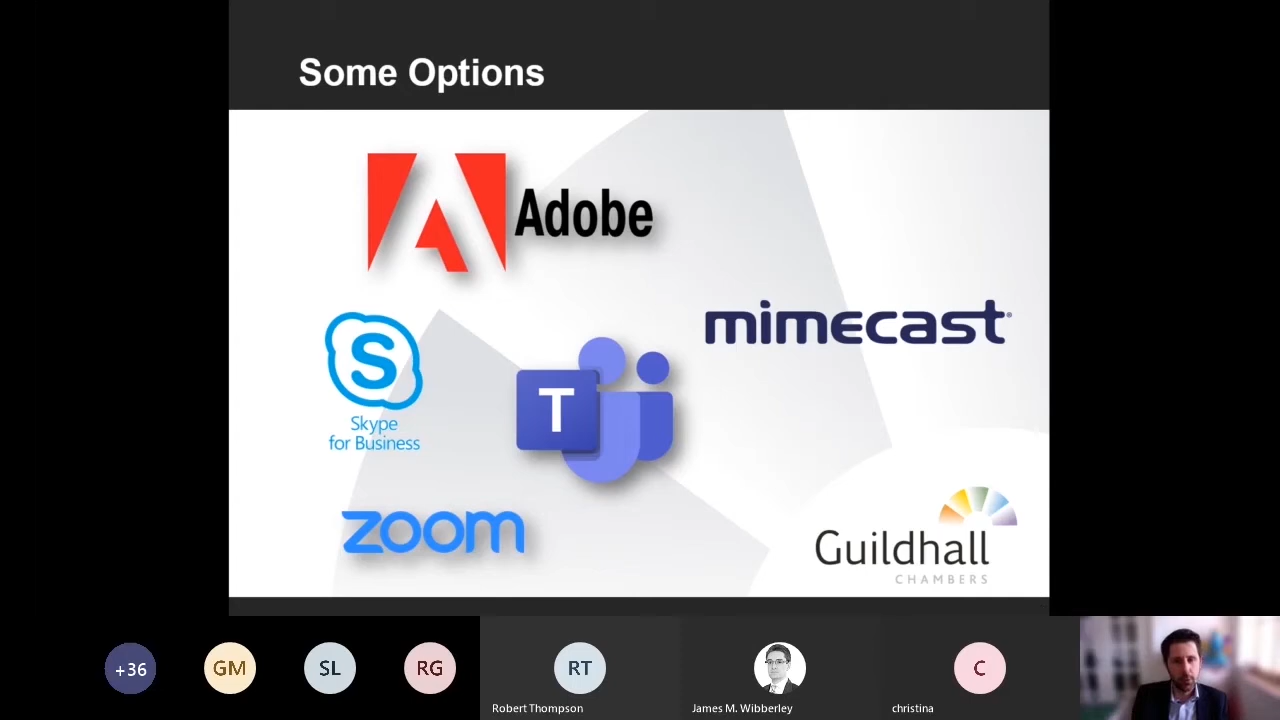 Some Options
Adobe
mimecast
S
Skype
for Business
T
zoom
Guildhall
CHAMBERS
+36
GM
SL
RG
RT
C
Robert Thompson
James M. Wibberley
christina